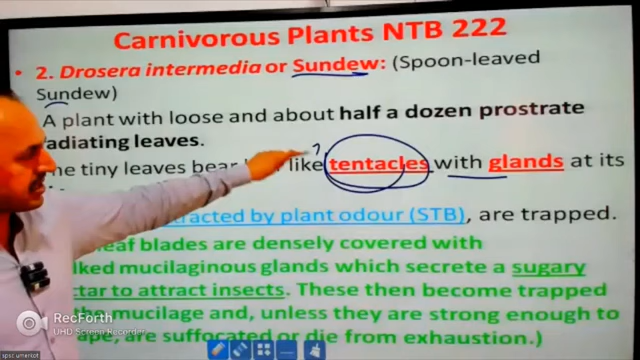 Carnivorous Plants NTB 222
• 2. Drosera intermedia or Sundew: (Spoon-leaved
Sundew)
A plant with loose and about half a dozen prostrate
radiating leaves.
tiny leaves bear like tentacles with glands at its
?
attracted by plant odour (STB), are trapped.
leaf blades are densely covered with
mucilaginous glands which secrete a sugary
to attract insects. These then become trapped
mucilage and, unless they are strong enough to
are suffocated or die from exhaustion.)
RecForth
UHD Screen Recorder
spsc umerkot